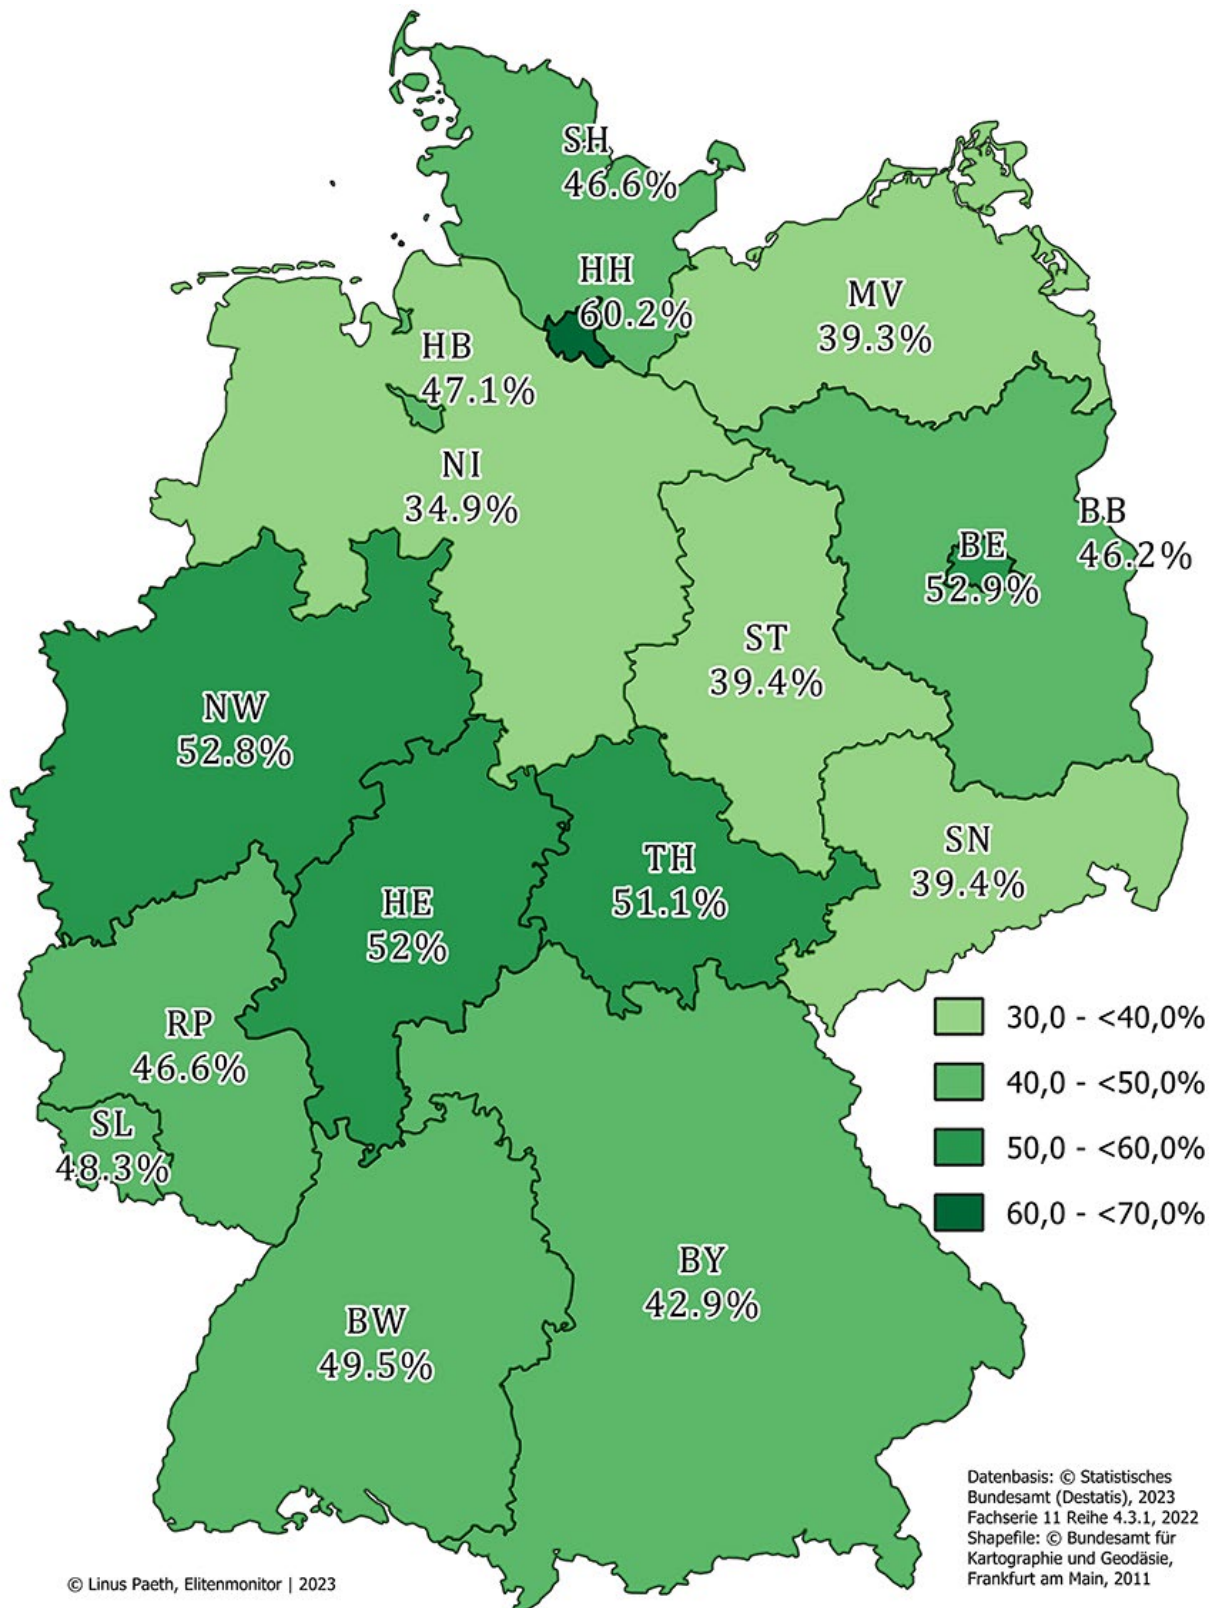 SH
46.6%
HH
60.2%
MV
39.3%
HB
47.1%
NI
34.9%
BB
46.2%
BE
52.9%
ST
39.4%
NW
52.8%
SN
39.4%
TH
51.1%
HE
52%
RP
46.6%
SL
48.3%
BY
42.9%
BW
49.5%
30,0 - <40,0%
40,0 - <50,0%
50,0 - <60,0%
60,0 - <70,0%
Datenbasis: © Statistisches
Bundesamt (Destatis), 2023
Fachserie 11 Reihe 4.3.1, 2022
Shapefile: © Bundesamt für
Kartographie und Geodäsie,
Frankfurt am Main, 2011
© Linus Paeth, Elitenmonitor | 2023